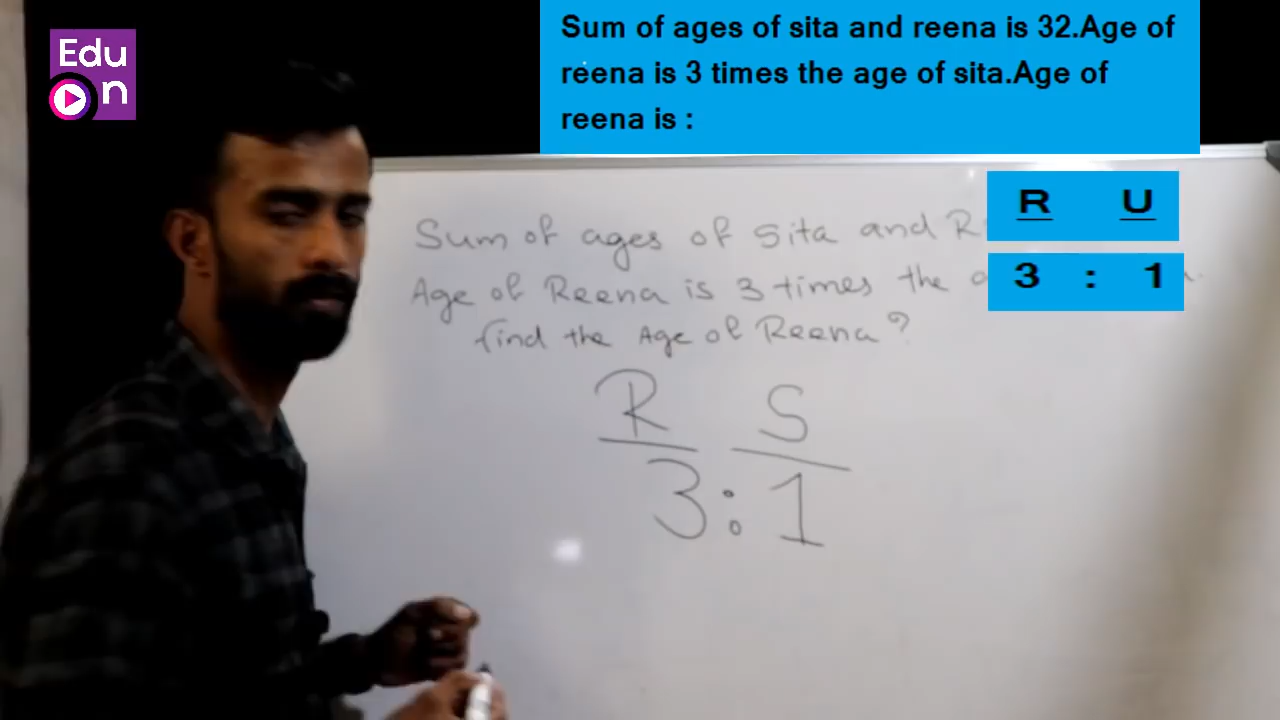 Edu
on
Sum of ages of sita and reena is 32.Age of
reena is 3 times the age of sita.Age of
reena is :
R U
3 : 1
Sum of ages of Sita and R
Age of Reena is 3 times the
find the Age of Reena?
R S
3:1